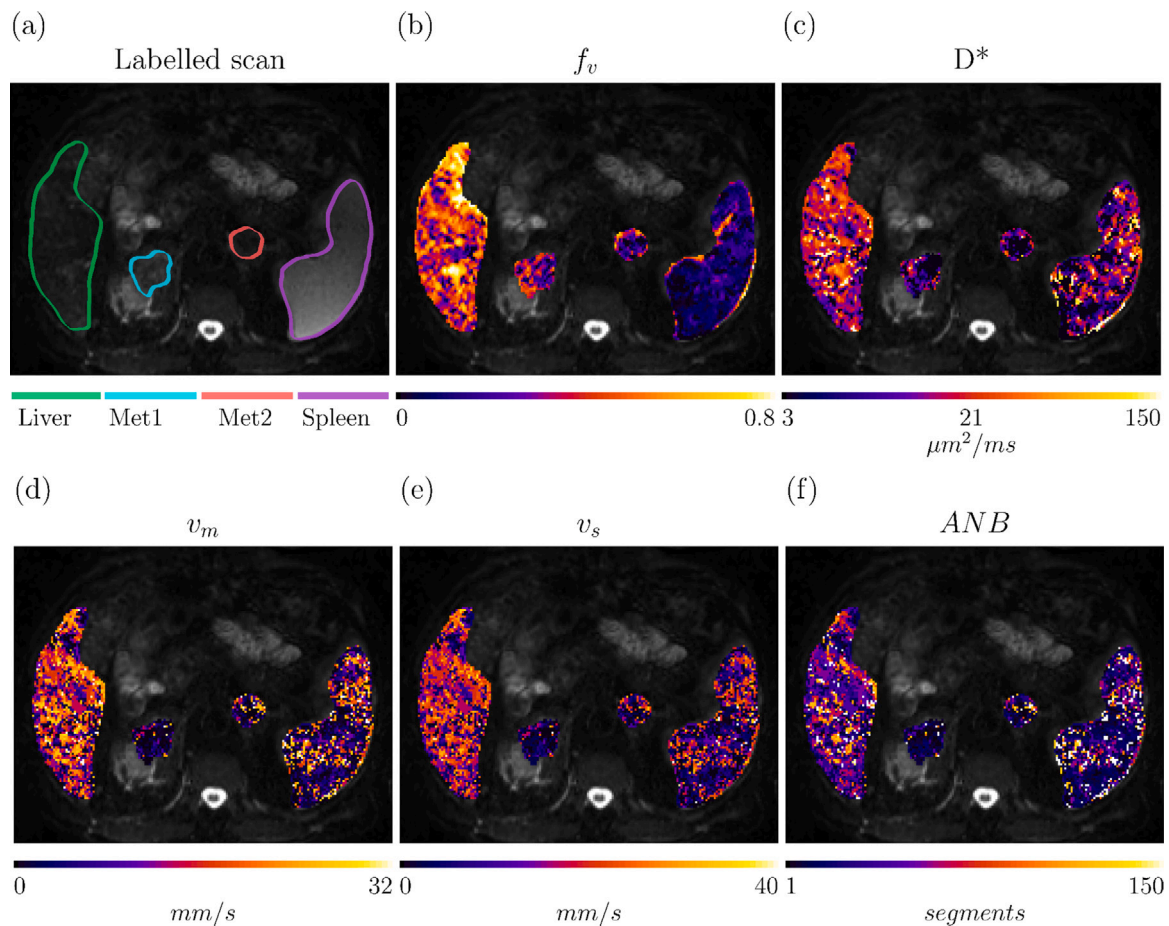 (a) (b) (c)
Labelled scan f_v D*
Liver Met1 Met2 Spleen 0 0.8 3 21 150
μm²/ms
(d) (e) (f)
v_m v_s ANB
0 32 0 40 1 150
mm/s mm/s segments